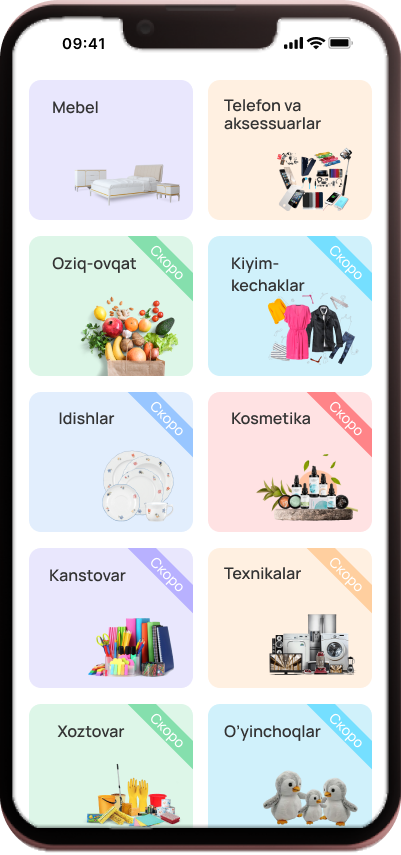 09:41
Mebel
Telefon va
aksessuarlar
Oziq-ovqat
Скоро
Kiyim-
kechaklar
Скоро
Idishlar
Скоро
Kosmetika
Скоро
Kanstovar
Скоро
Texnikalar
Скоро
Xoztovar
Скоро
O'yinchoqlar
Скоро